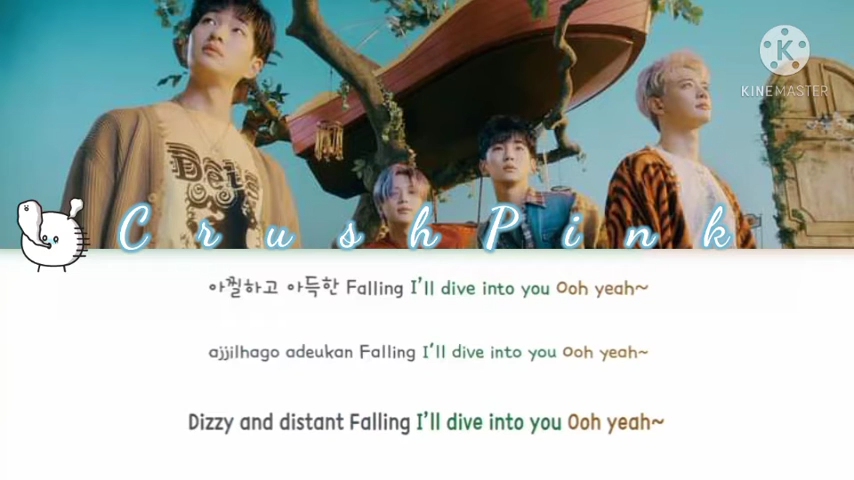 KINEMASTER
CrushPink
아찔하고 아득한 Falling I'll dive into you Ooh yeah~
ajjilhago adeukan Falling I'll dive into you Ooh yeah~
Dizzy and distant Falling I'll dive into you Ooh yeah~